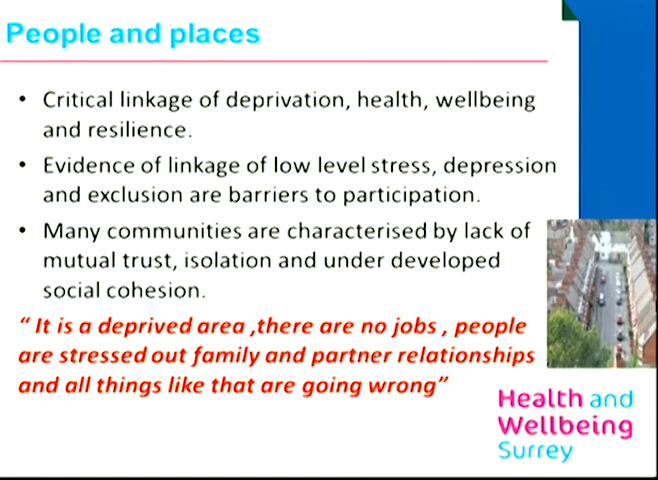 People and places
• Critical linkage of deprivation, health, wellbeing
and resilience.
• Evidence of linkage of low level stress, depression
and exclusion are barriers to participation.
• Many communities are characterised by lack of
mutual trust, isolation and under developed
social cohesion.
“ It is a deprived area ,there are no jobs , people
are stressed out family and partner relationships
and all things like that are going wrong”
Health and
Wellbeing
Surrey